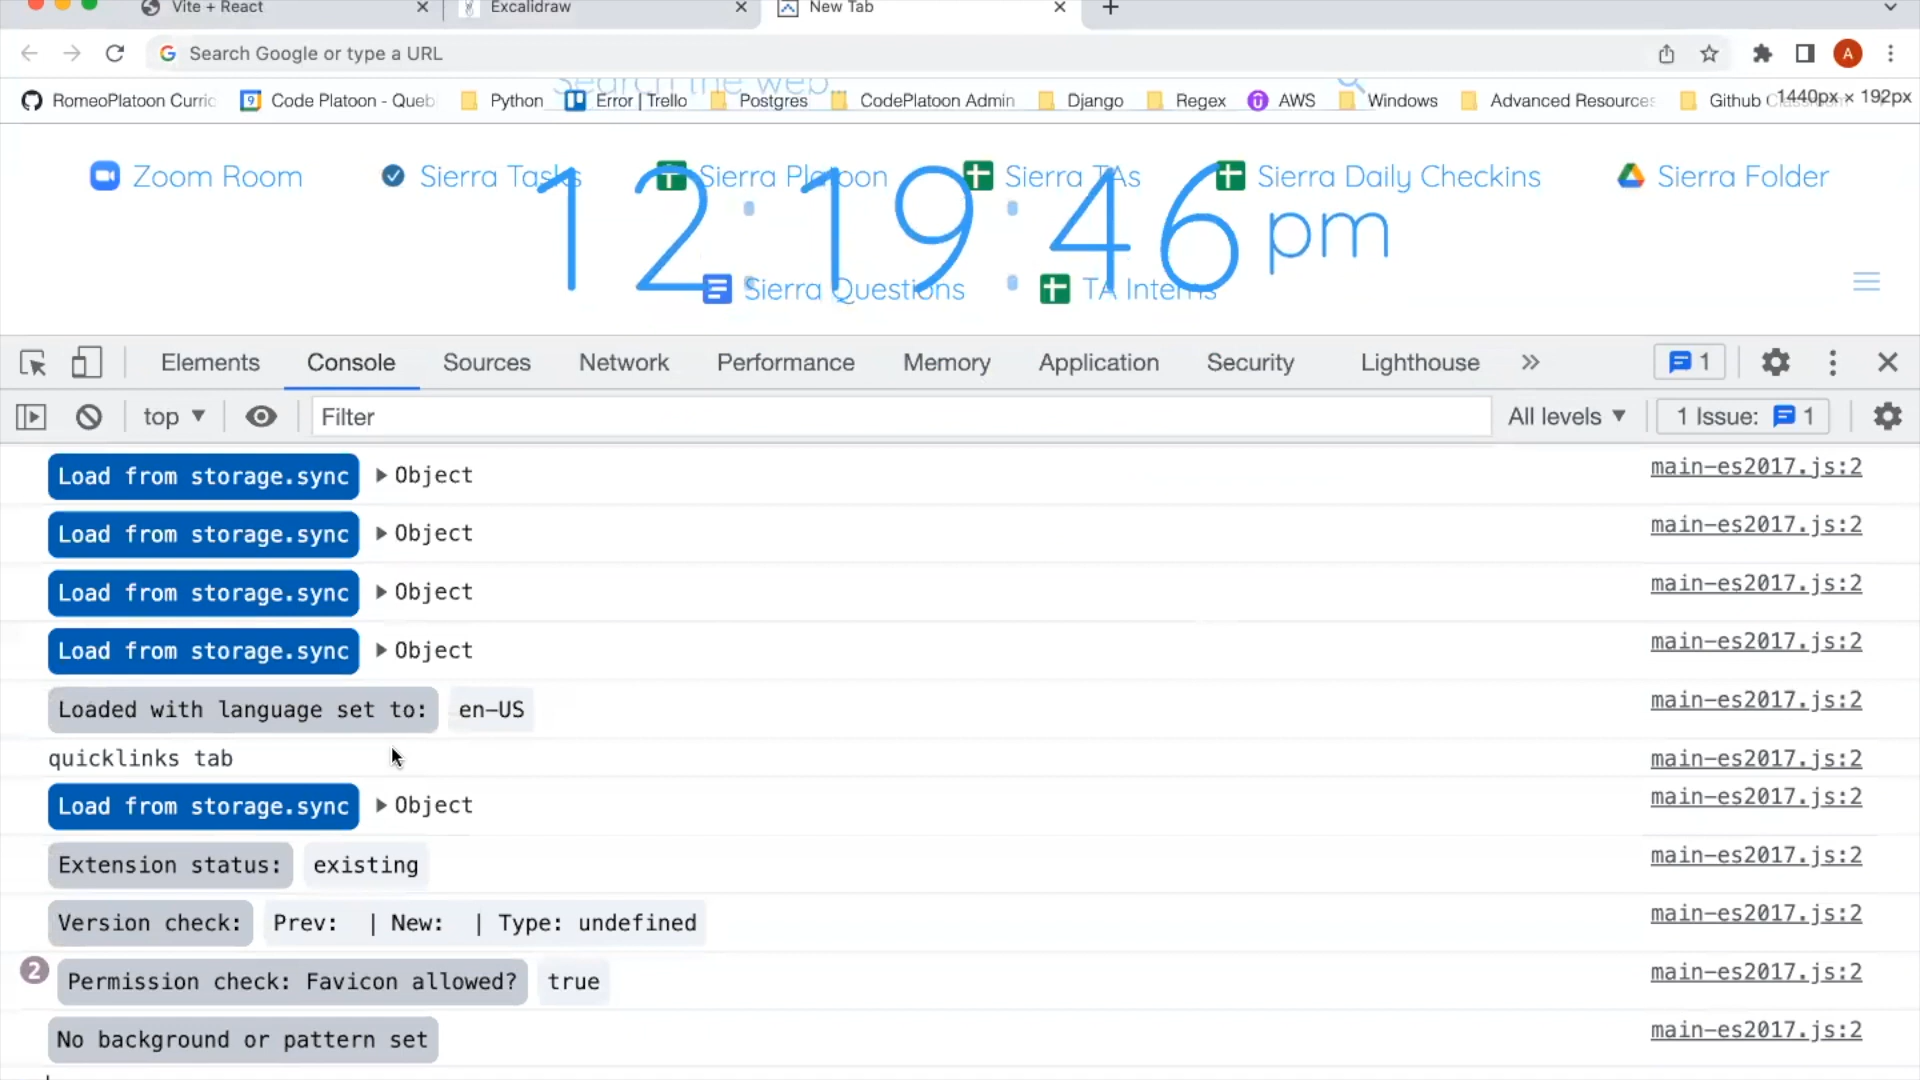 Vite + React
Excalidraw
New Tab
Search Google or type a URL
A
Search the web...
RomeoPlatoon Curric
9 Code Platoon - Queb
Python
Error | Trello
Postgres
CodePlatoon Admin
Django
Regex
AWS
Windows
Advanced Resources
Github
1440px × 192px
Zoom Room
Sierra Tasks
Sierra Platoon
Sierra TAs
Sierra Daily Checkins
Sierra Folder
12:19:46 pm
Sierra Questions
TA Interns
Elements Console Sources Network Performance Memory Application Security Lighthouse 1
top Filter All levels 1 Issue: 1
Load from storage.sync Object main-es2017.js:2
Load from storage.sync Object main-es2017.js:2
Load from storage.sync Object main-es2017.js:2
Load from storage.sync Object main-es2017.js:2
Loaded with language set to: en-US main-es2017.js:2
quicklinks tab main-es2017.js:2
Load from storage.sync Object main-es2017.js:2
Extension status: existing main-es2017.js:2
Version check: Prev: | New: | Type: undefined main-es2017.js:2
2 Permission check: Favicon allowed? true main-es2017.js:2
No background or pattern set main-es2017.js:2